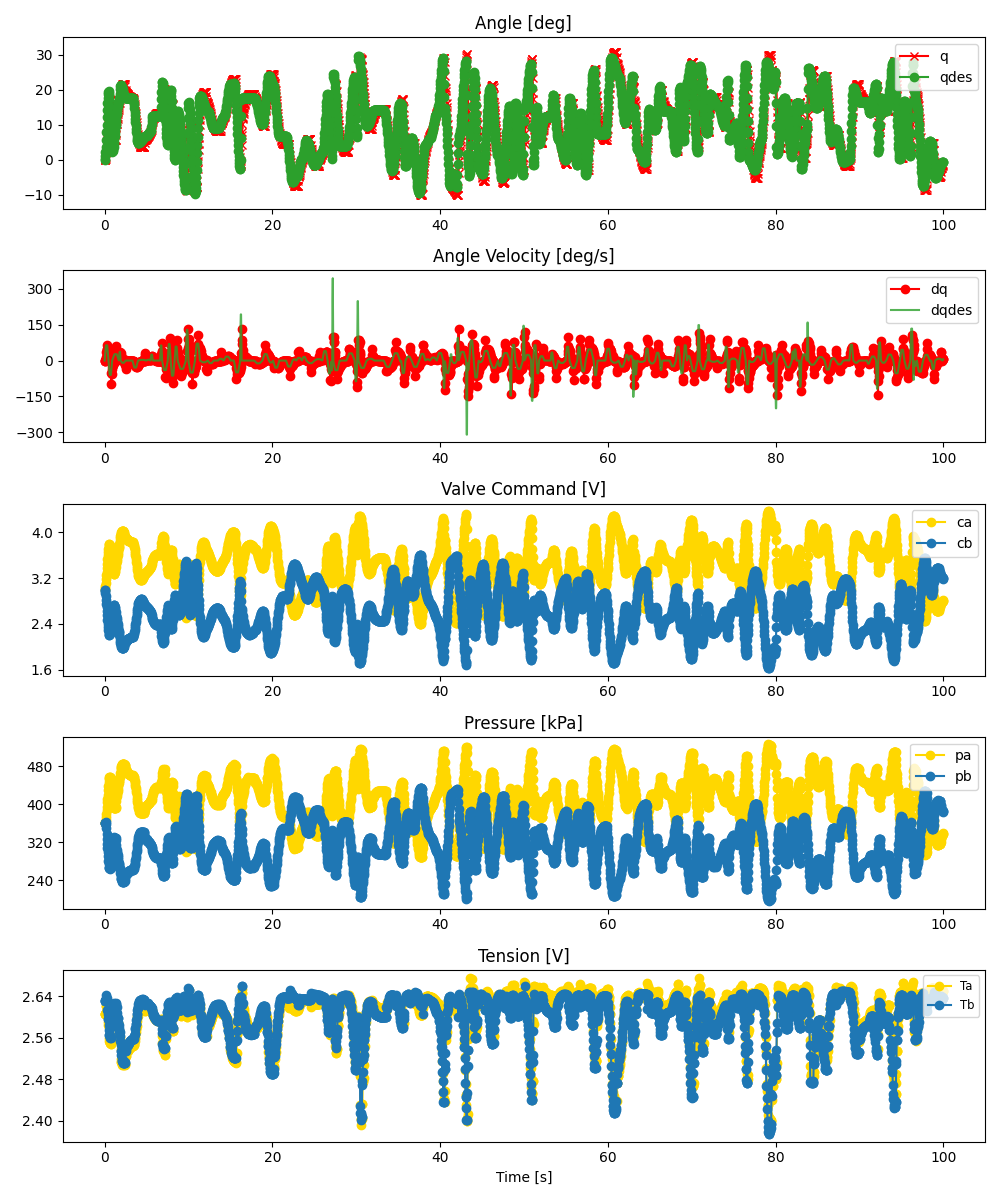 Angle [deg]
30
20
10
0
−10
q
qdes
0 20 40 60 80 100
Angle Velocity [deg/s]
300
150
0
−150
−300
dq
dqdes
0 20 40 60 80 100
Valve Command [V]
4.0
3.2
2.4
1.6
ca
cb
0 20 40 60 80 100
Pressure [kPa]
480
400
320
240
pa
pb
0 20 40 60 80 100
Tension [V]
2.64
2.56
2.48
2.40
Ta
Tb
0 20 40 60 80 100
Time [s]